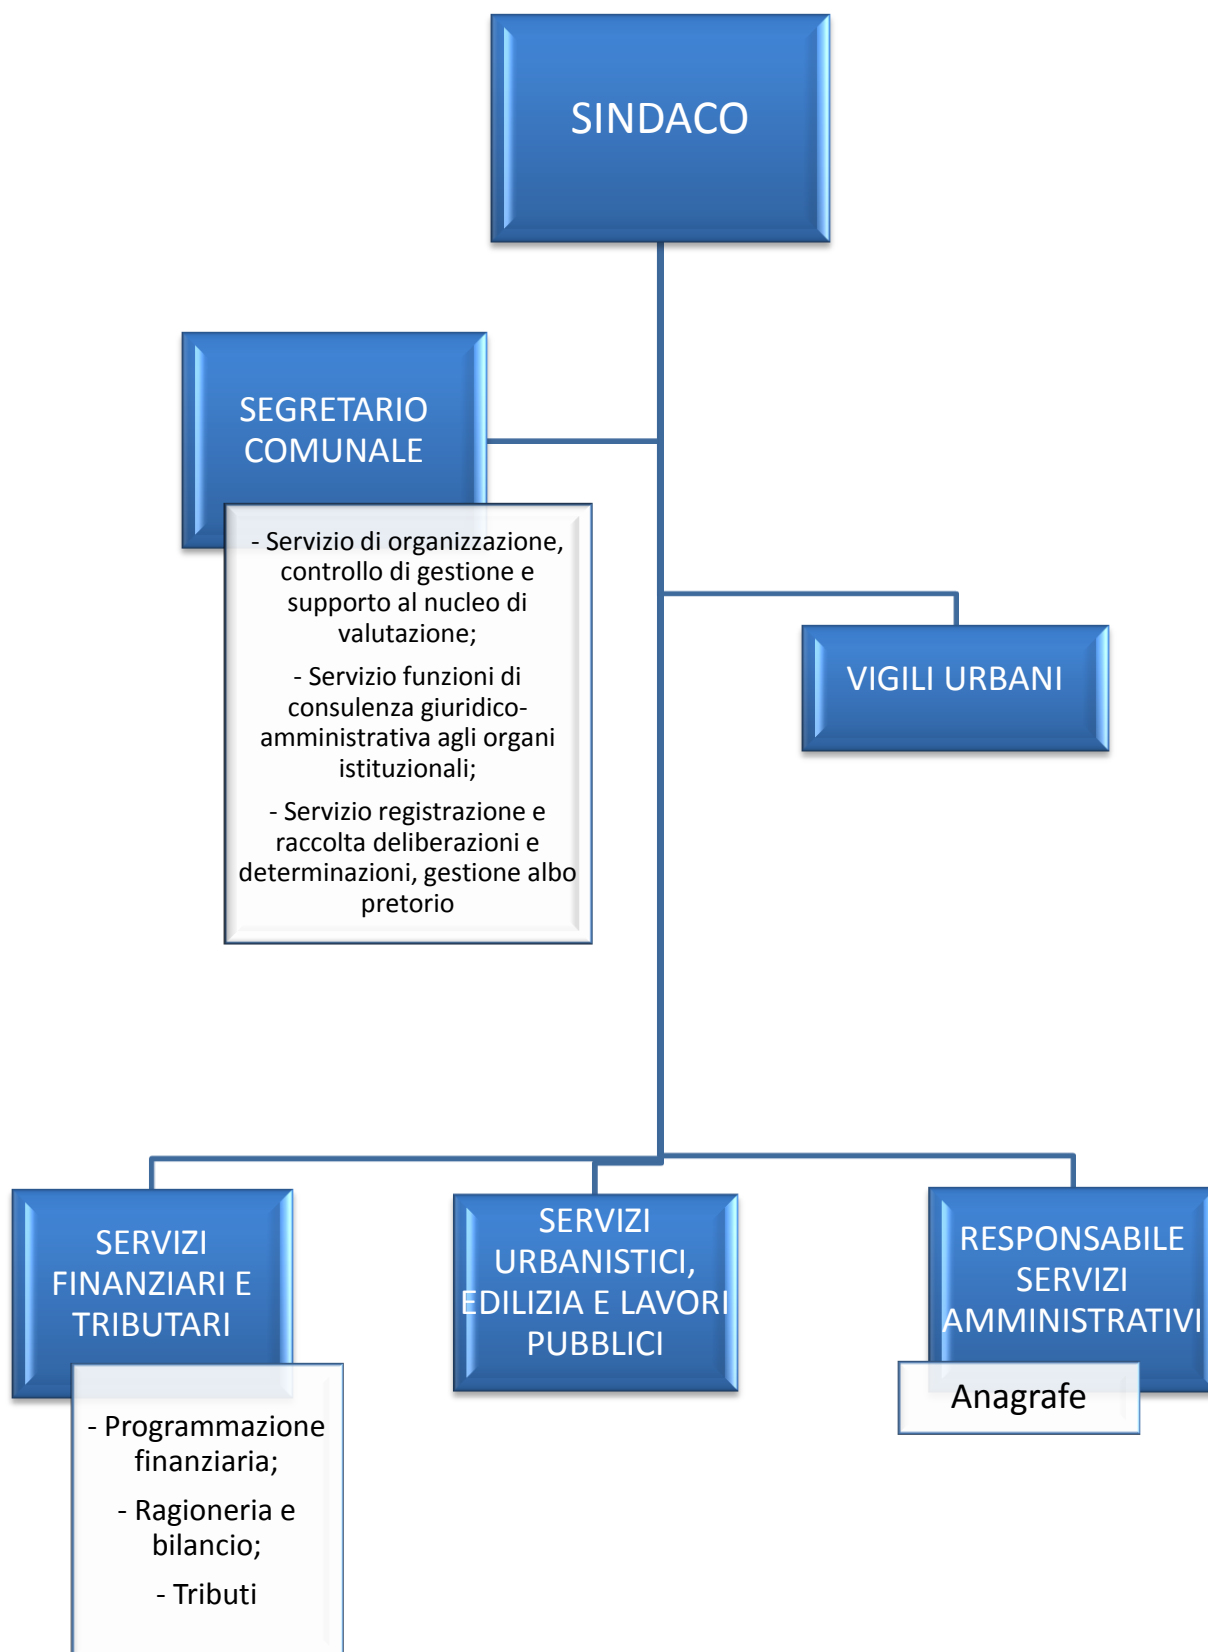 SINDACO
SEGRETARIO
COMUNALE
- Servizio di organizzazione,
controllo di gestione e
supporto al nucleo di
valutazione;
- Servizio funzioni di
consulenza giuridico-
amministrativa agli organi
istituzionali;
- Servizio registrazione e
raccolta deliberazioni e
determinazioni, gestione albo
pretorio
VIGILI URBANI
SERVIZI
FINANZIARI E
TRIBUTARI
- Programmazione
finanziaria;
- Ragioneria e
bilancio;
- Tributi
SERVIZI
URBANISTICI,
EDILIZIA E LAVORI
PUBBLICI
RESPONSABILE
SERVIZI
AMMINISTRATIVI
Anagrafe